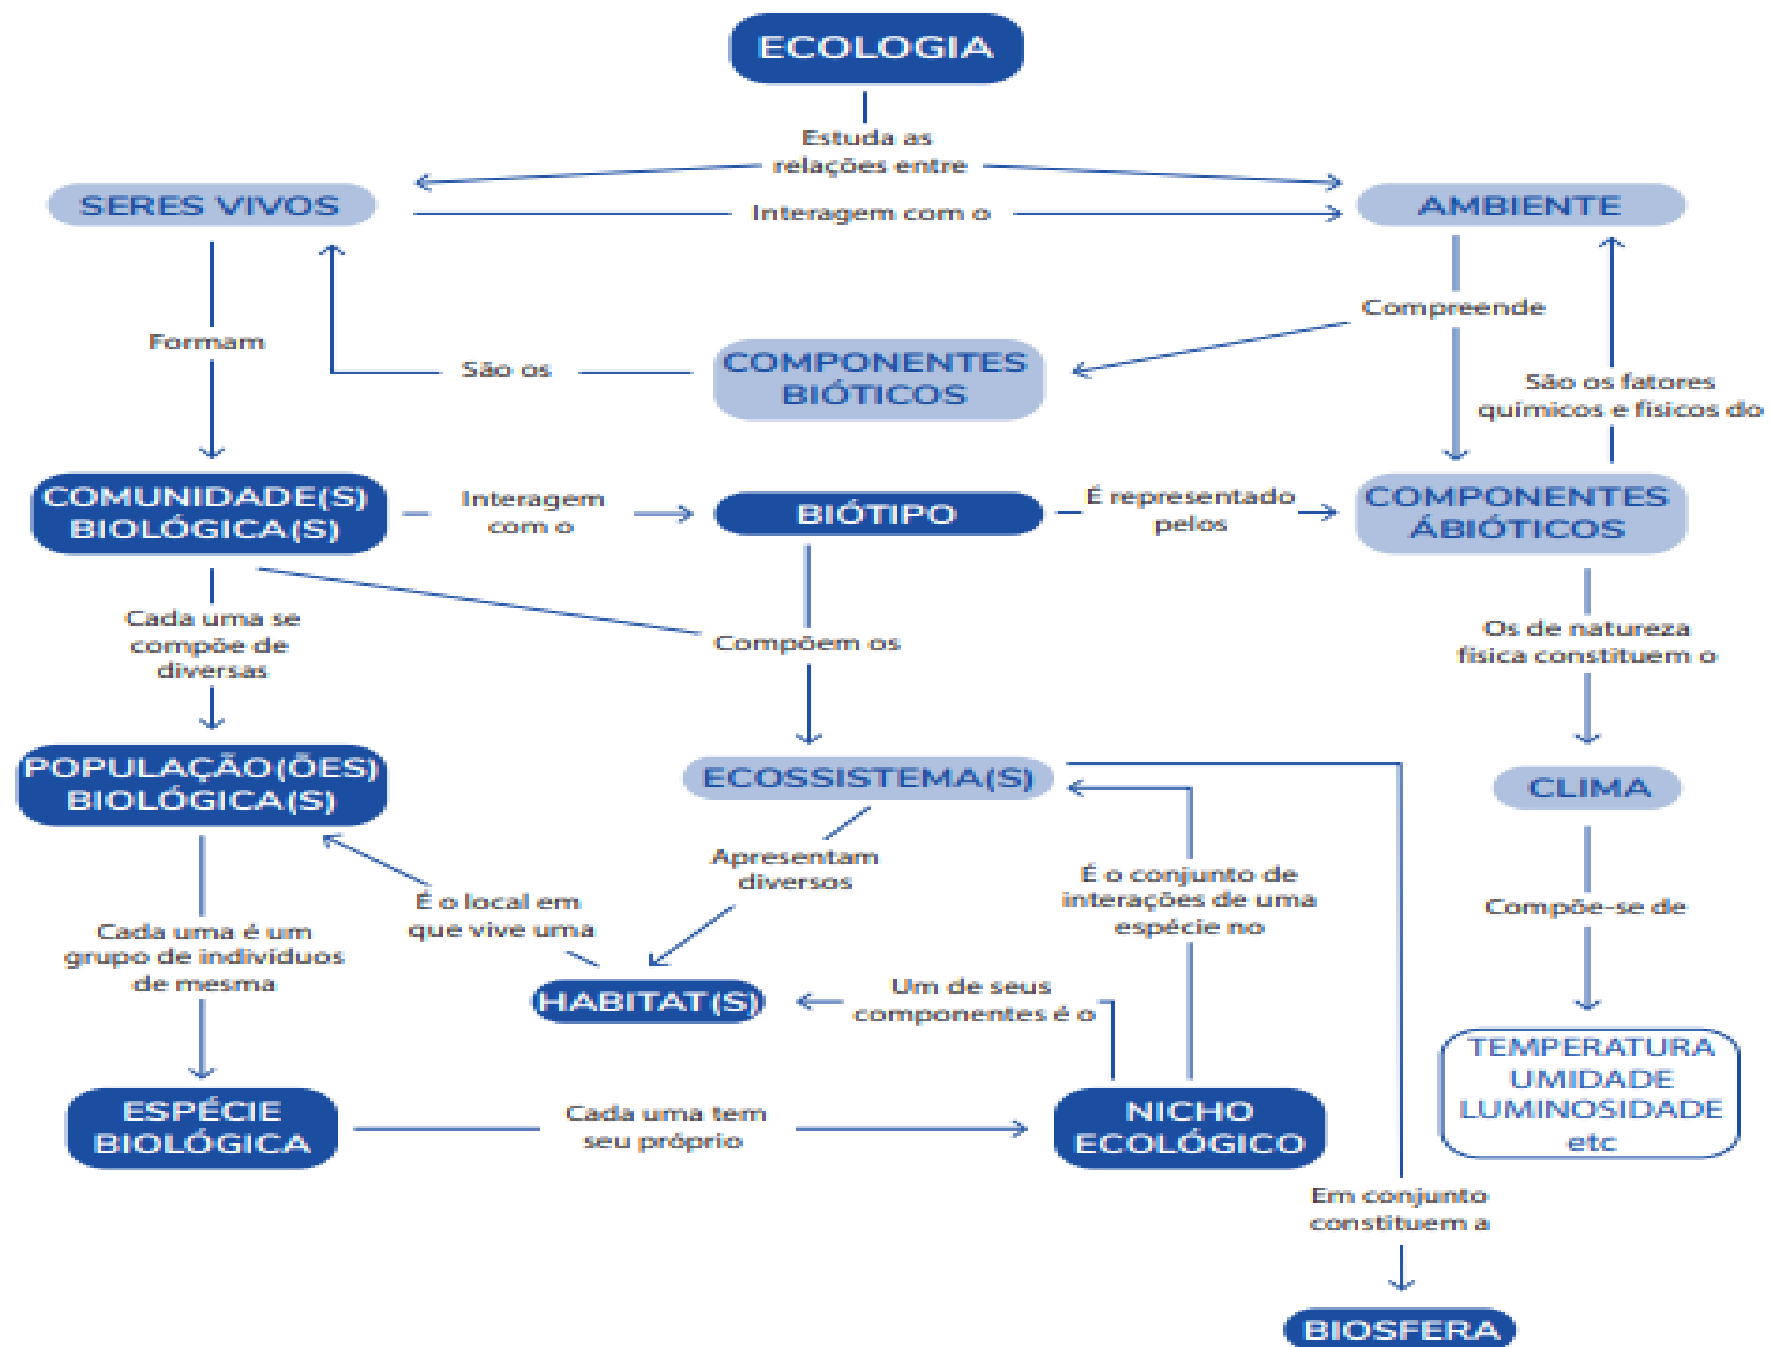 ECOLOGIA
Estuda as
relações entre
SERES VIVOS
Interagem com o
AMBIENTE
Formam
São os
COMPONENTES
BIÓTICOS
Compreende
São os fatores
químicos e físicos do
COMUNIDADE(S)
BIOLÓGICA(S)
Interagem
com o
BIÓTIPO
É representado
pelos
COMPONENTES
ÁBIÓTICOS
Cada uma se
compõe de
diversas
Compõem os
Os de natureza
física constituem o
POPULAÇÃO(ÕES)
BIOLÓGICA(S)
ECOSSISTEMA(S)
CLIMA
Apresentam
diversos
É o conjunto de
interações de uma
espécie no
É o local em
que vive uma
Compõe-se de
Cada uma é um
grupo de indivíduos
de mesma
HABITAT(S)
Um de seus
componentes é o
TEMPERATURA
UMIDADE
LUMINOSIDADE
etc
ESPÉCIE
BIOLÓGICA
Cada uma tem
seu próprio
NICHO
ECOLÓGICO
Em conjunto
constituem a
BIOSFERA